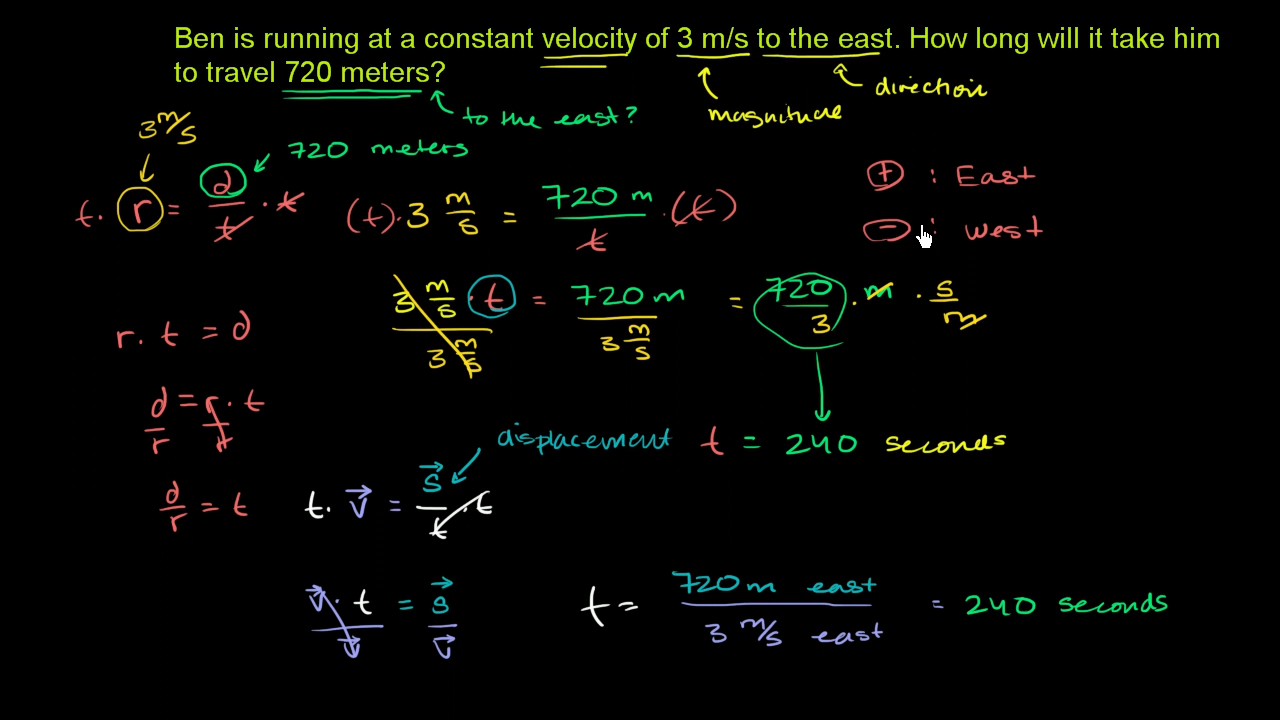 Ben is running at a constant velocity of 3 m/s to the east. How long will it take him
to travel 720 meters?
direction
magnitude
to the east?
3 m/s
720 meters
t · r = d/t · t
(t) · 3 m/s = 720 m/t · (t)
+ : East
− : west
3 m/s · t / 3 m/s = 720 m / 3 m/s = 720/3 · m · s/m
r · t = d
d/r = r · t/r
d/r = t
displacement
t = 240 seconds
t · v⃗ = s⃗/t · t
v⃗ · t / v⃗ = s⃗/v⃗
t = 720 m east / 3 m/s east = 240 seconds